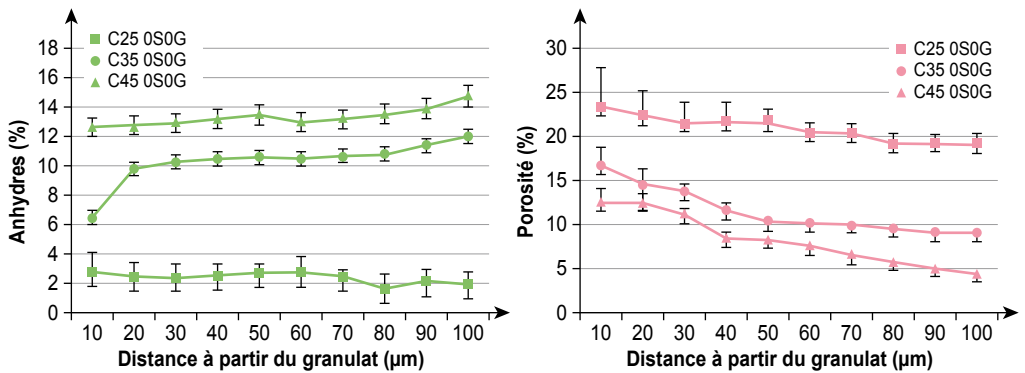 C25 0S0G
C35 0S0G
C45 0S0G
Anhydres (%)
18
16
14
12
10
8
6
4
2
0
10 20 30 40 50 60 70 80 90 100
Distance à partir du granulat (µm)
C25 0S0G
C35 0S0G
C45 0S0G
Porosité (%)
30
25
20
15
10
5
0
10 20 30 40 50 60 70 80 90 100
Distance à partir du granulat (µm)